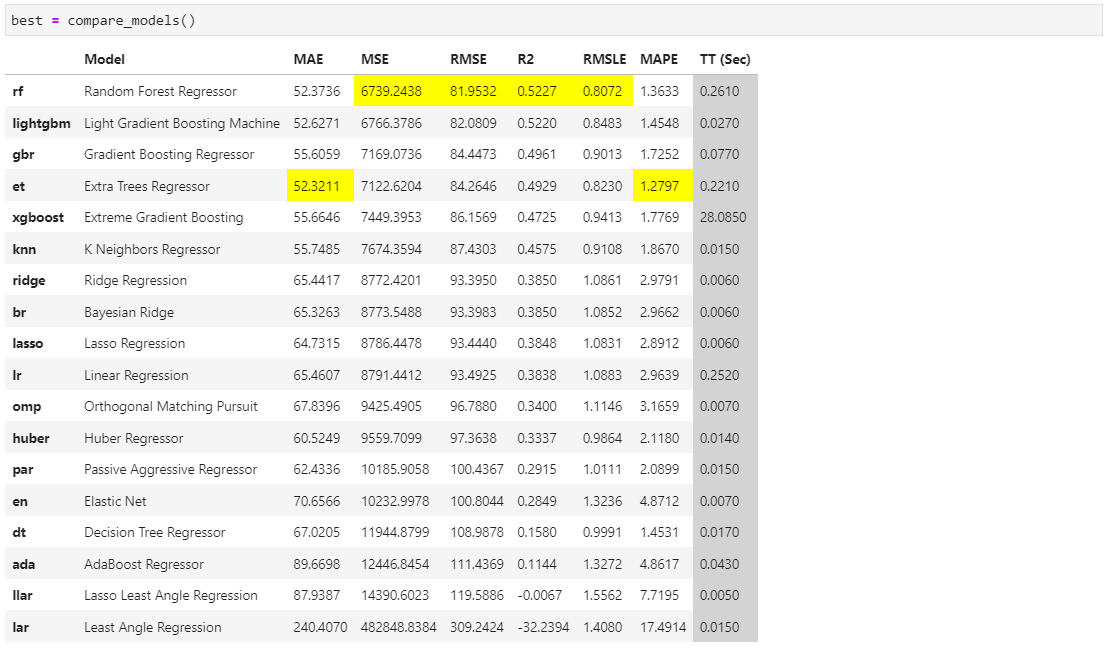 best = compare_models()
Model MAE MSE RMSE R2 RMSLE MAPE TT (Sec)
rf Random Forest Regressor 52.3736 6739.2438 81.9532 0.5227 0.8072 1.3633 0.2610
lightgbm Light Gradient Boosting Machine 52.6271 6766.3786 82.0809 0.5220 0.8483 1.4548 0.0270
gbr Gradient Boosting Regressor 55.6059 7169.0736 84.4473 0.4961 0.9013 1.7252 0.0770
et Extra Trees Regressor 52.3211 7122.6204 84.2646 0.4929 0.8230 1.2797 0.2210
xgboost Extreme Gradient Boosting 55.6646 7449.3953 86.1569 0.4725 0.9413 1.7769 28.0850
knn K Neighbors Regressor 55.7485 7674.3594 87.4303 0.4575 0.9108 1.8670 0.0150
ridge Ridge Regression 65.4417 8772.4201 93.3950 0.3850 1.0861 2.9791 0.0060
br Bayesian Ridge 65.3263 8773.5488 93.3983 0.3850 1.0852 2.9662 0.0060
lasso Lasso Regression 64.7315 8786.4478 93.4440 0.3848 1.0831 2.8912 0.0060
lr Linear Regression 65.4607 8791.4412 93.4925 0.3838 1.0883 2.9639 0.2520
omp Orthogonal Matching Pursuit 67.8396 9425.4905 96.7880 0.3400 1.1146 3.1659 0.0070
huber Huber Regressor 60.5249 9559.7099 97.3638 0.3337 0.9864 2.1180 0.0140
par Passive Aggressive Regressor 62.4336 10185.9058 100.4367 0.2915 1.0111 2.0899 0.0150
en Elastic Net 70.6566 10232.9978 100.8044 0.2849 1.3236 4.8712 0.0070
dt Decision Tree Regressor 67.0205 11944.8799 108.9878 0.1580 0.9991 1.4531 0.0170
ada AdaBoost Regressor 89.6698 12446.8454 111.4369 0.1144 1.3272 4.8617 0.0430
llar Lasso Least Angle Regression 87.9387 14390.6023 119.5886 -0.0067 1.5562 7.7195 0.0050
lar Least Angle Regression 240.4070 482848.8384 309.2424 -32.2394 1.4080 17.4914 0.0150